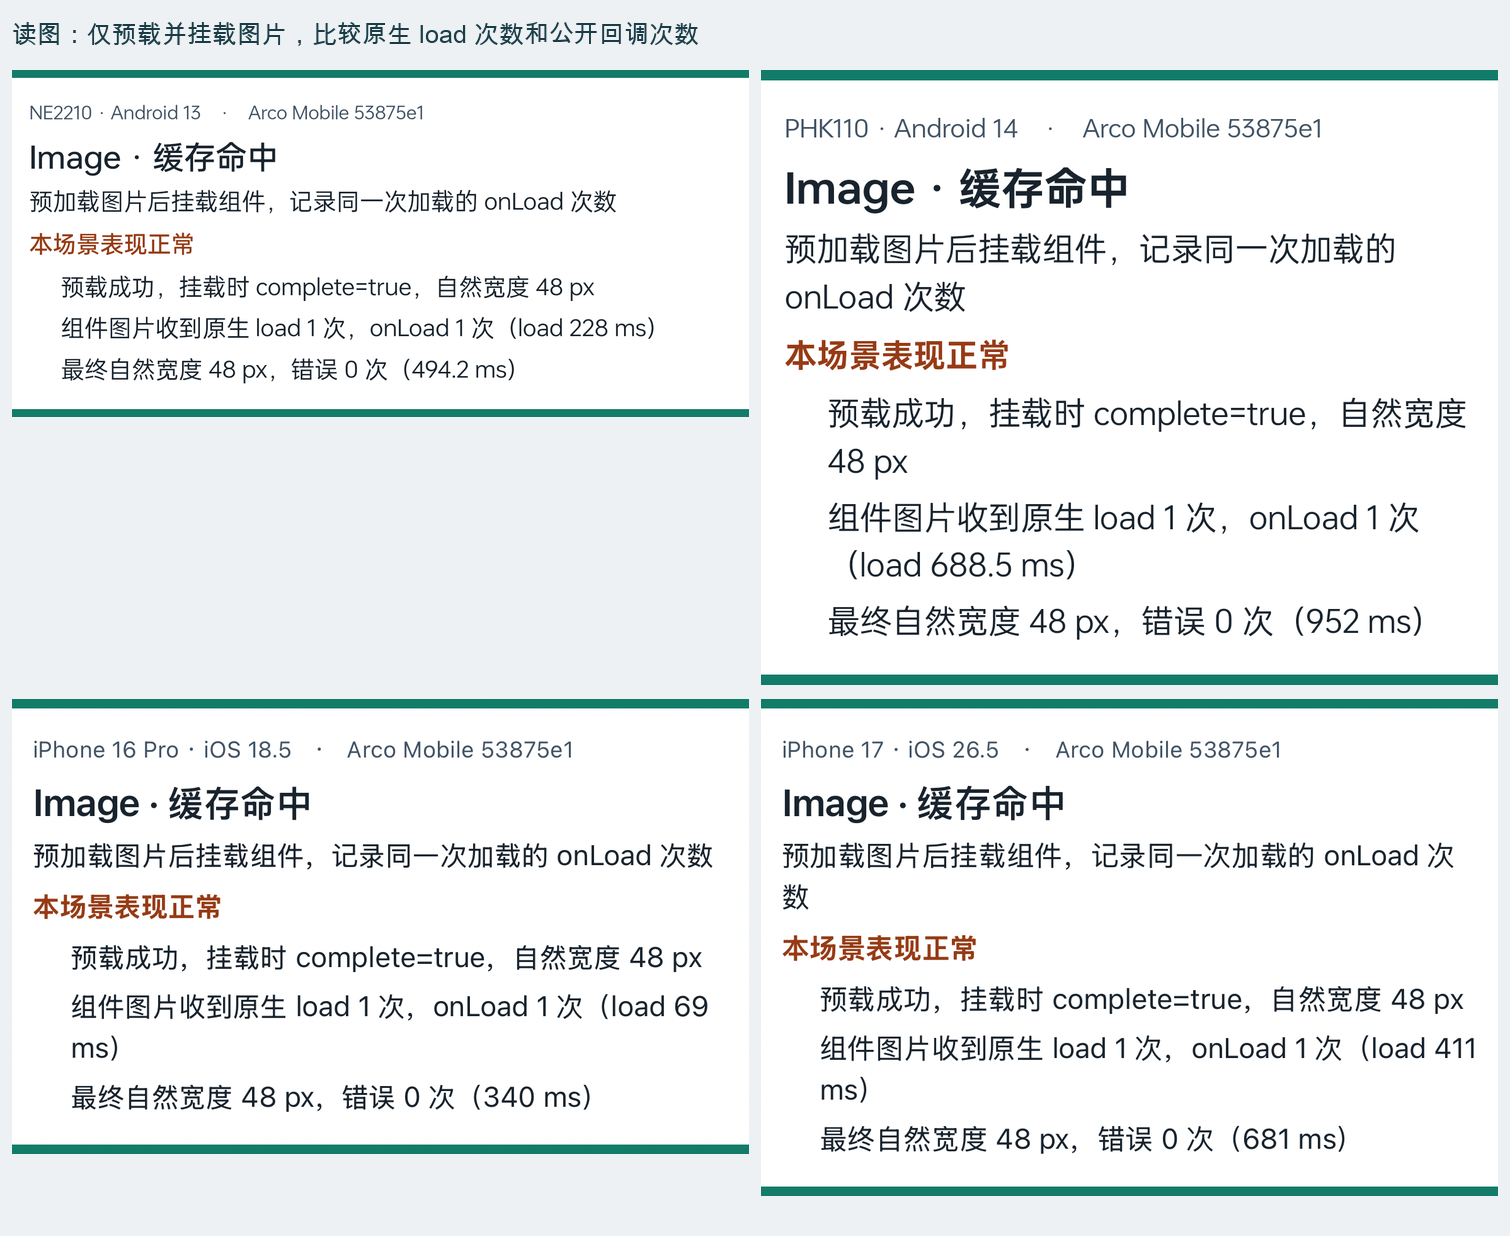 读图：仅预载并挂载图片，比较原生 load 次数和公开回调次数
NE2210 · Android 13 · Arco Mobile 53875e1
Image · 缓存命中
预加载图片后挂载组件，记录同一次加载的 onLoad 次数
本场景表现正常
预载成功，挂载时 complete=true，自然宽度 48 px
组件图片收到原生 load 1 次，onLoad 1 次（load 228 ms）
最终自然宽度 48 px，错误 0 次（494.2 ms）
PHK110 · Android 14 · Arco Mobile 53875e1
Image · 缓存命中
预加载图片后挂载组件，记录同一次加载的
onLoad 次数
本场景表现正常
预载成功，挂载时 complete=true，自然宽度
48 px
组件图片收到原生 load 1 次，onLoad 1 次
（load 688.5 ms）
最终自然宽度 48 px，错误 0 次（952 ms）
iPhone 16 Pro · iOS 18.5 · Arco Mobile 53875e1
Image · 缓存命中
预加载图片后挂载组件，记录同一次加载的 onLoad 次数
本场景表现正常
预载成功，挂载时 complete=true，自然宽度 48 px
组件图片收到原生 load 1 次，onLoad 1 次（load 69
ms）
最终自然宽度 48 px，错误 0 次（340 ms）
iPhone 17 · iOS 26.5 · Arco Mobile 53875e1
Image · 缓存命中
预加载图片后挂载组件，记录同一次加载的 onLoad 次
数
本场景表现正常
预载成功，挂载时 complete=true，自然宽度 48 px
组件图片收到原生 load 1 次，onLoad 1 次（load 411
ms）
最终自然宽度 48 px，错误 0 次（681 ms）